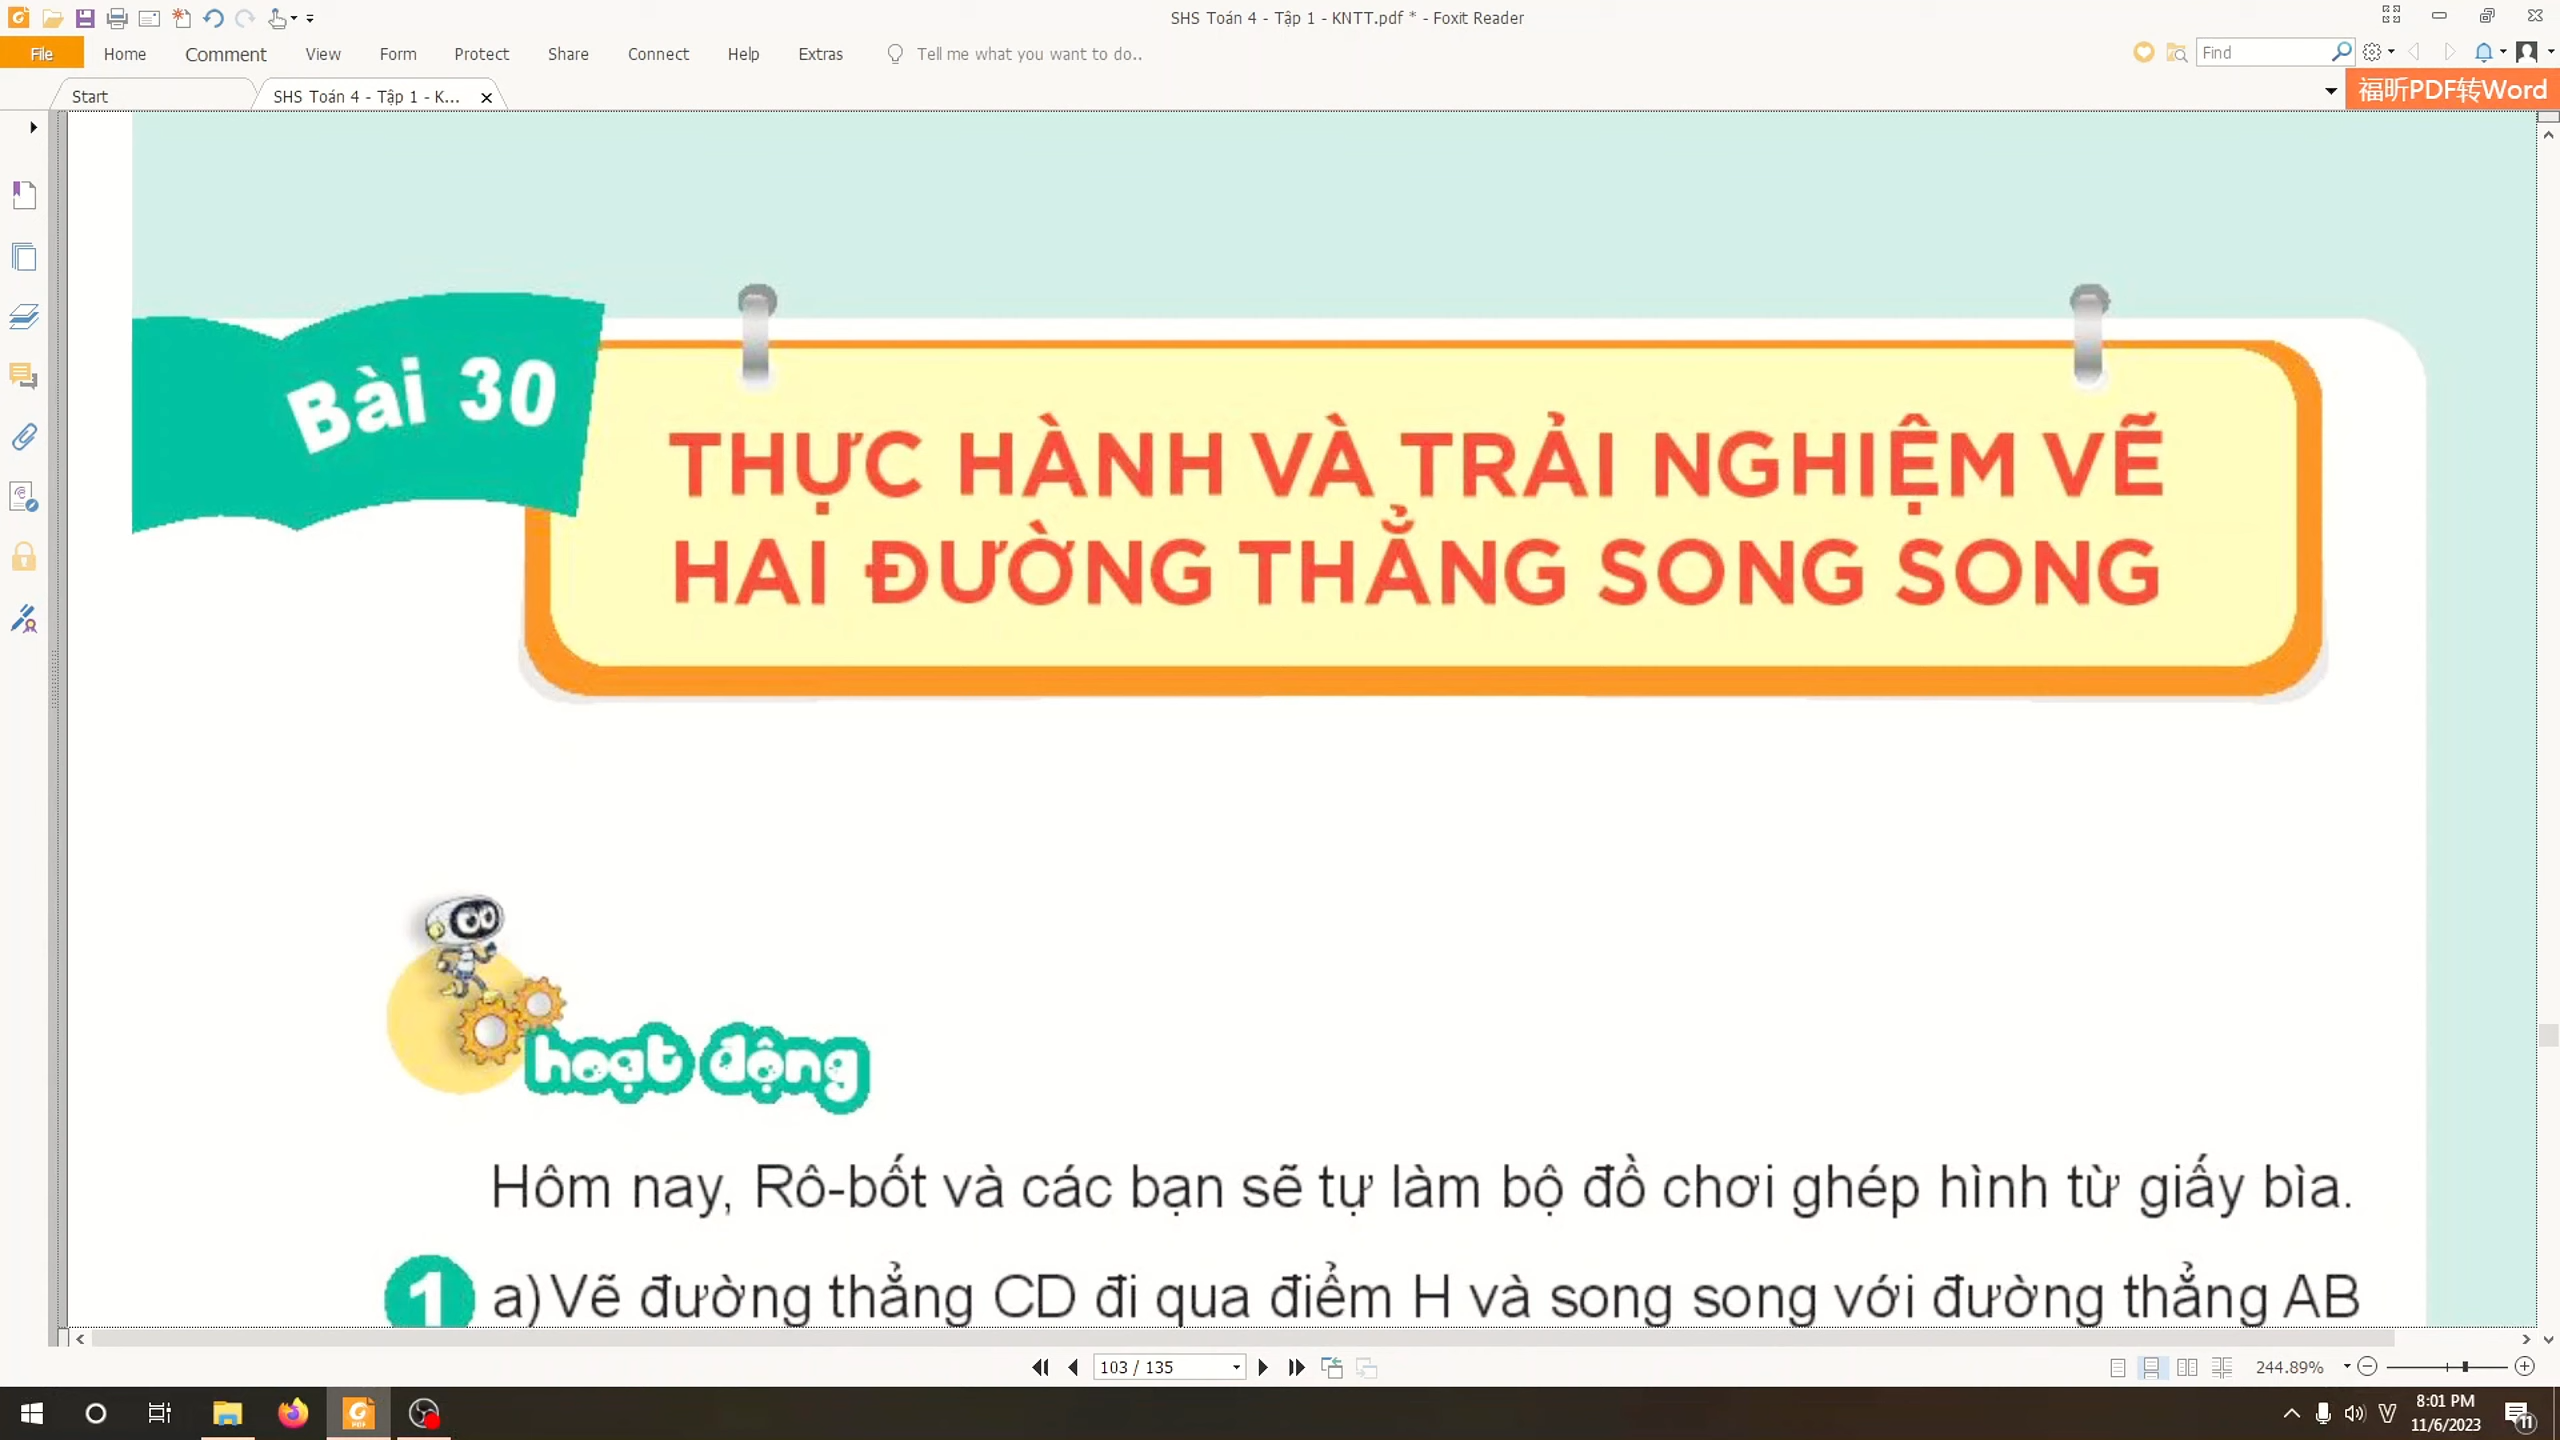 SHS Toán 4 - Tập 1 - KNTT.pdf * - Foxit Reader
File Home Comment View Form Protect Share Connect Help Extras Tell me what you want to do.. Find
Start SHS Toán 4 - Tập 1 - K... 福昕PDF转Word
Bài 30
THỰC HÀNH VÀ TRẢI NGHIỆM VẼ
HAI ĐƯỜNG THẲNG SONG SONG
hoạt động
Hôm nay, Rô-bốt và các bạn sẽ tự làm bộ đồ chơi ghép hình từ giấy bìa.
1 a) Vẽ đường thẳng CD đi qua điểm H và song song với đường thẳng AB
103 / 135 244.89%
8:01 PM
11/6/2023
11